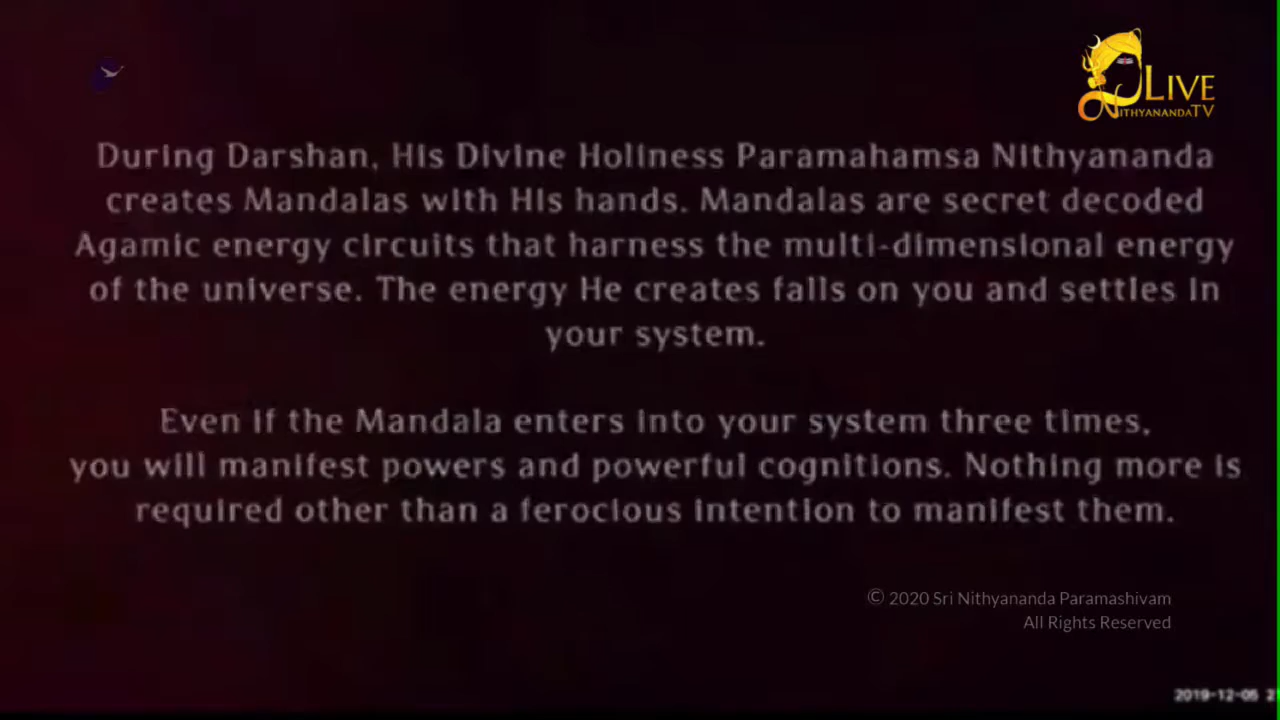 LIVE
NITHYANANDATV
During Darshan, His Divine Holiness Paramahamsa Nithyananda
creates Mandalas with His hands. Mandalas are secret decoded
Agamic energy circuits that harness the multi-dimensional energy
of the universe. The energy He creates falls on you and settles in
your system.
Even if the Mandala enters into your system three times,
you will manifest powers and powerful cognitions. Nothing more is
required other than a ferocious intention to manifest them.
© 2020 Sri Nithyananda Paramashivam
All Rights Reserved
2019-12-05